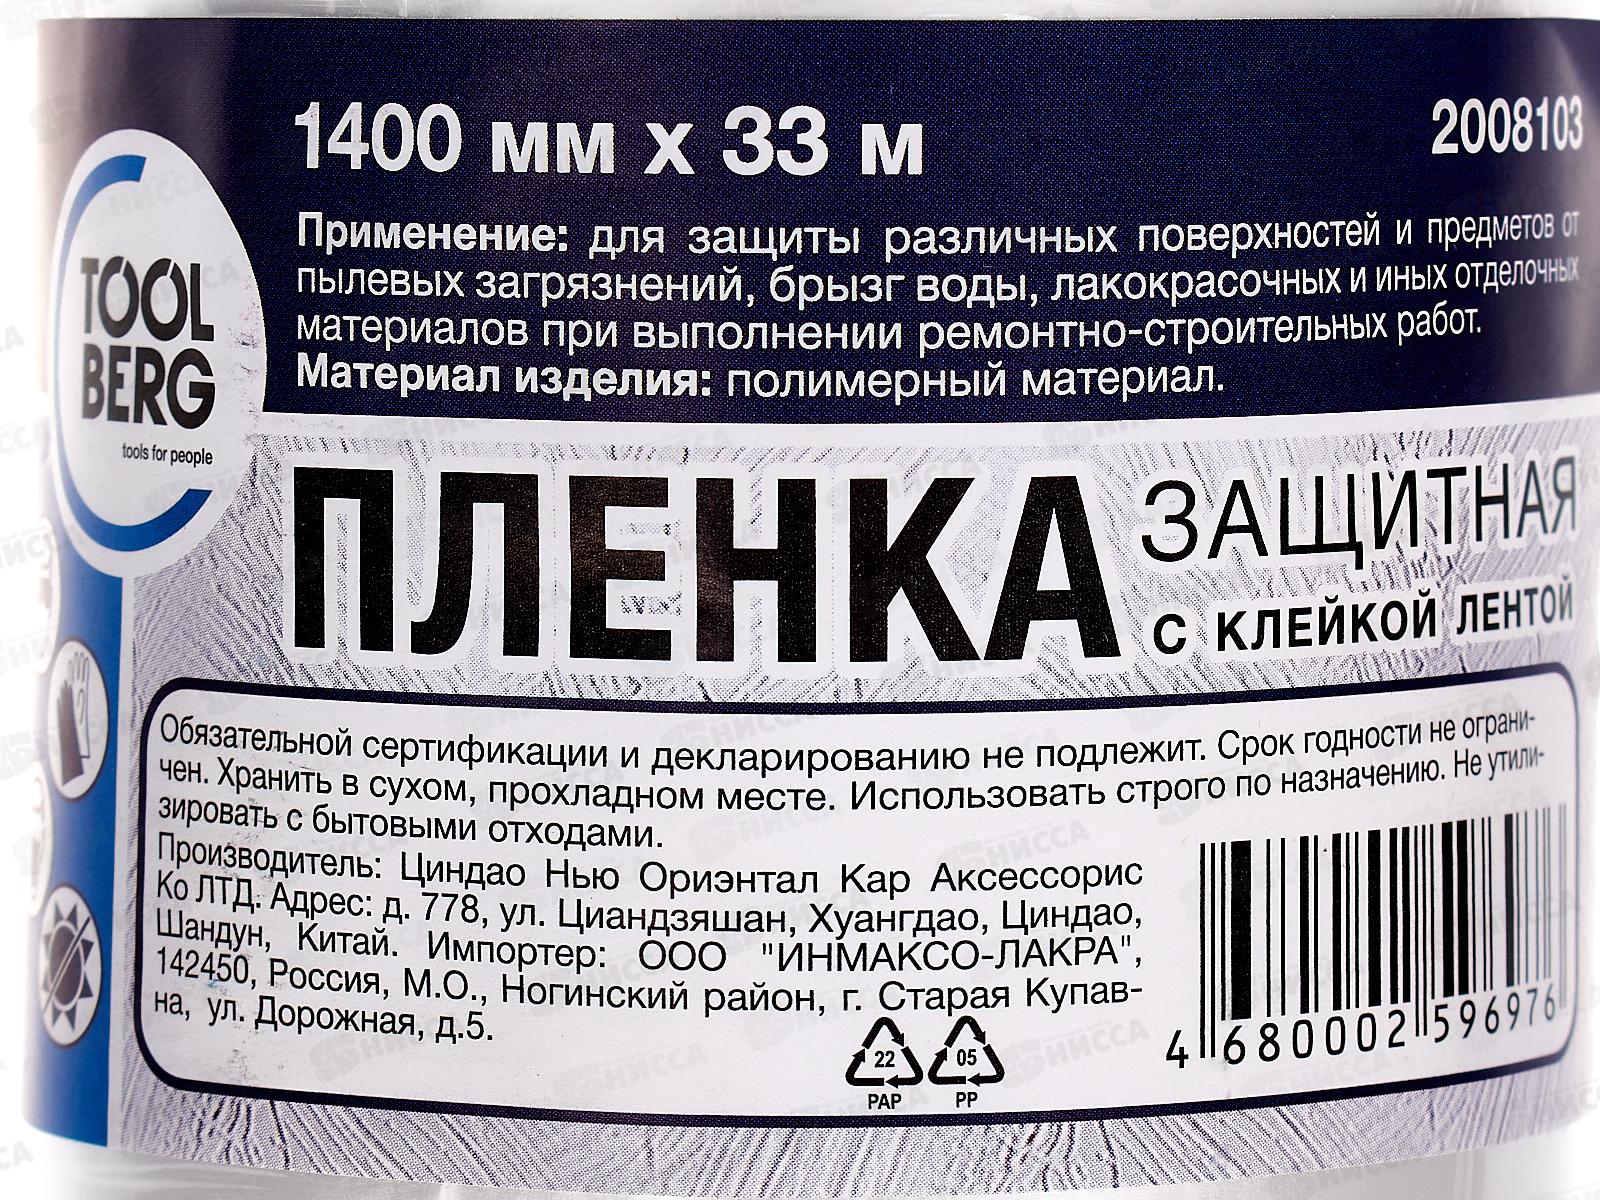 1400 мм х 33 м
2008103
Применение: для защиты различных поверхностей и предметов от
пылевых загрязнений, брызг воды, лакокрасочных и иных отделочных
материалов при выполнении ремонтно-строительных работ.
Материал изделия: полимерный материал.
TOOL
BERG
tools for people
ПЛЕНКА
ЗАЩИТНАЯ
С КЛЕЙКОЙ ЛЕНТОЙ
Обязательной сертификации и декларированию не подлежит. Срок годности не ограни-
чен. Хранить в сухом, прохладном месте. Использовать строго по назначению. Не утили-
зировать с бытовыми отходами.
Производитель: Циндао Нью Ориэнтал Кар Аксессорис
Ко ЛТД. Адрес: д. 778, ул. Циандзяшан, Хуангдао, Циндао,
Шандун, Китай. Импортер: ООО "ИНМАКСО-ЛАКРА",
142450, Россия, М.О., Ногинский район, г. Старая Купав-
на, ул. Дорожная, д.5.
22
PAP
05
PP
4 680002 596976